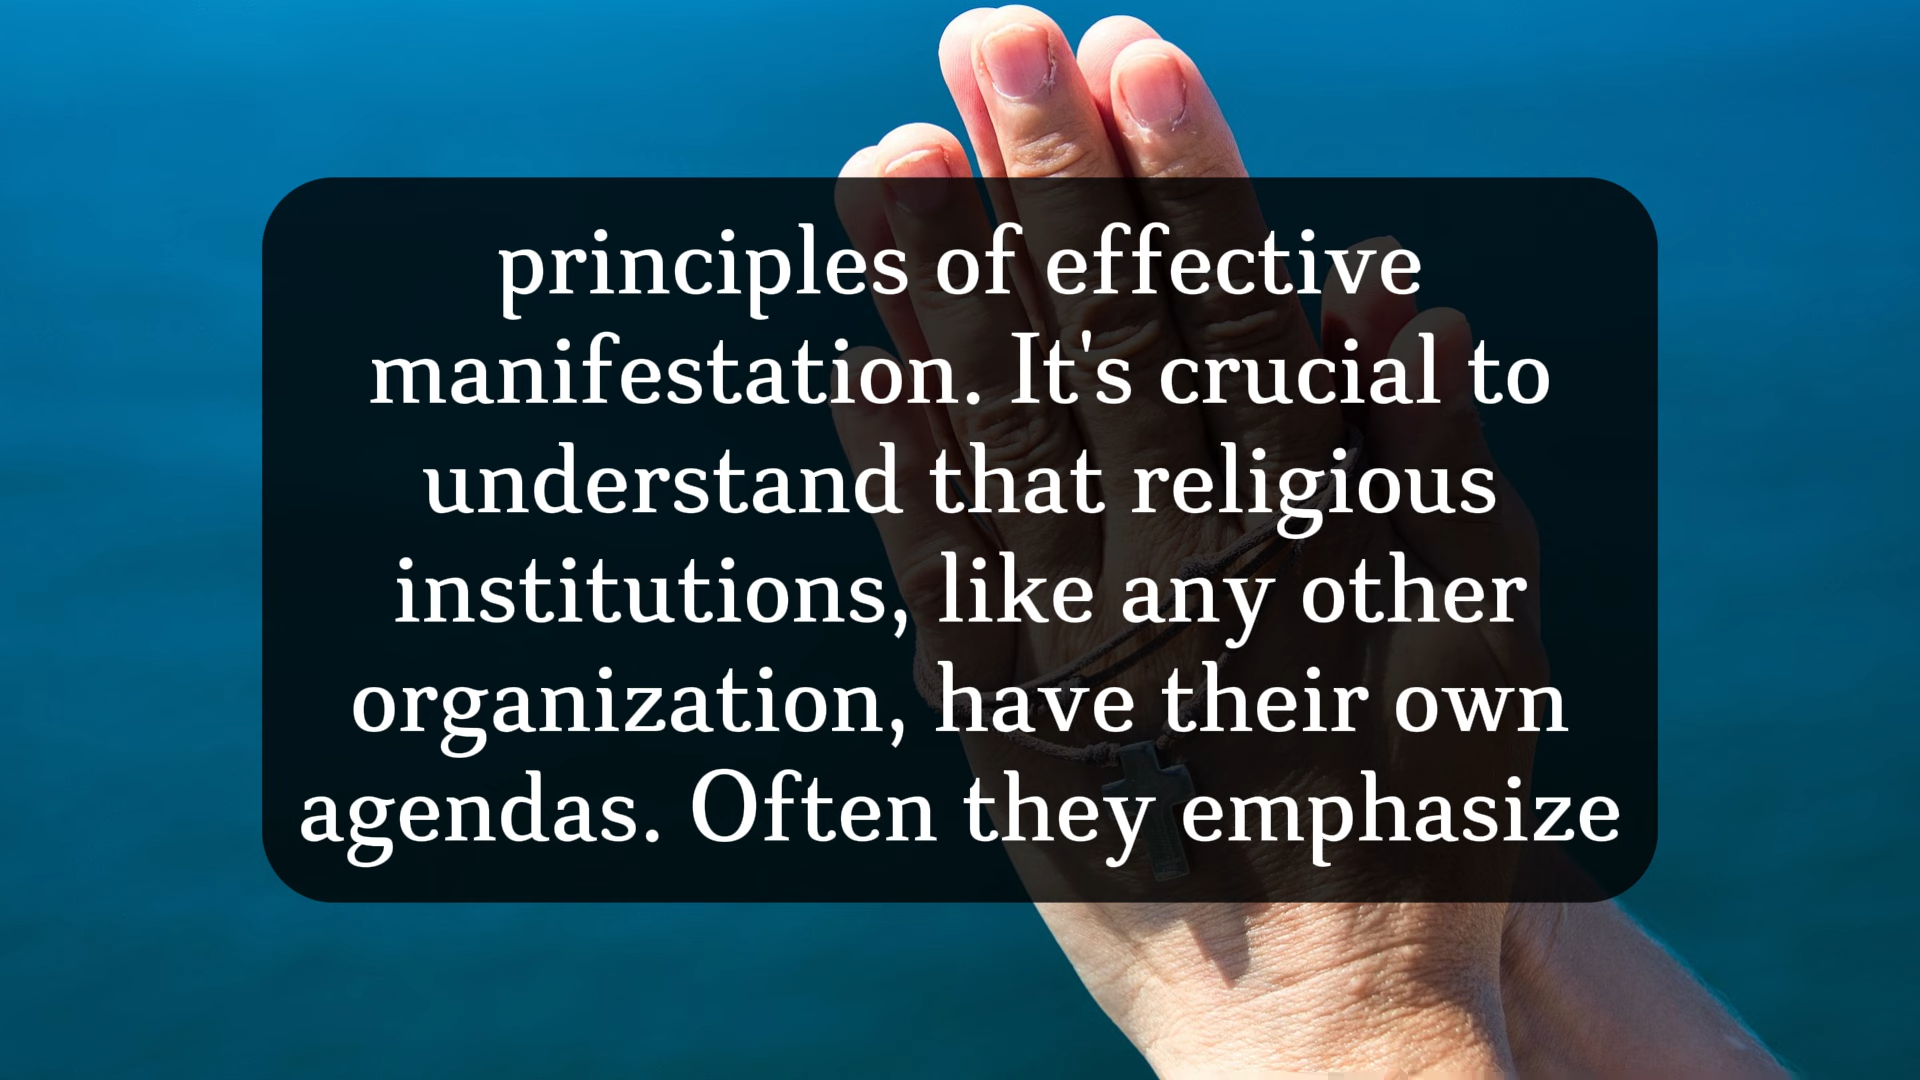 principles of effective
manifestation. It's crucial to
understand that religious
institutions, like any other
organization, have their own
agendas. Often they emphasize